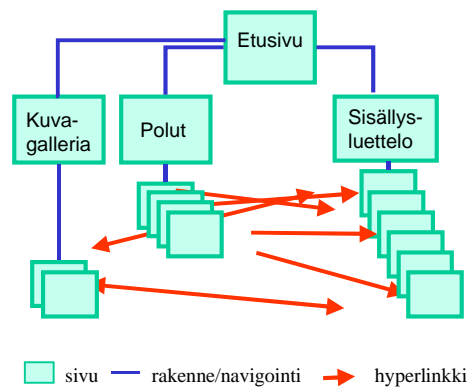 Etusivu
Kuva-
galleria
Polut
Sisällys-
luettelo
sivu rakenne/navigointi hyperlinkki